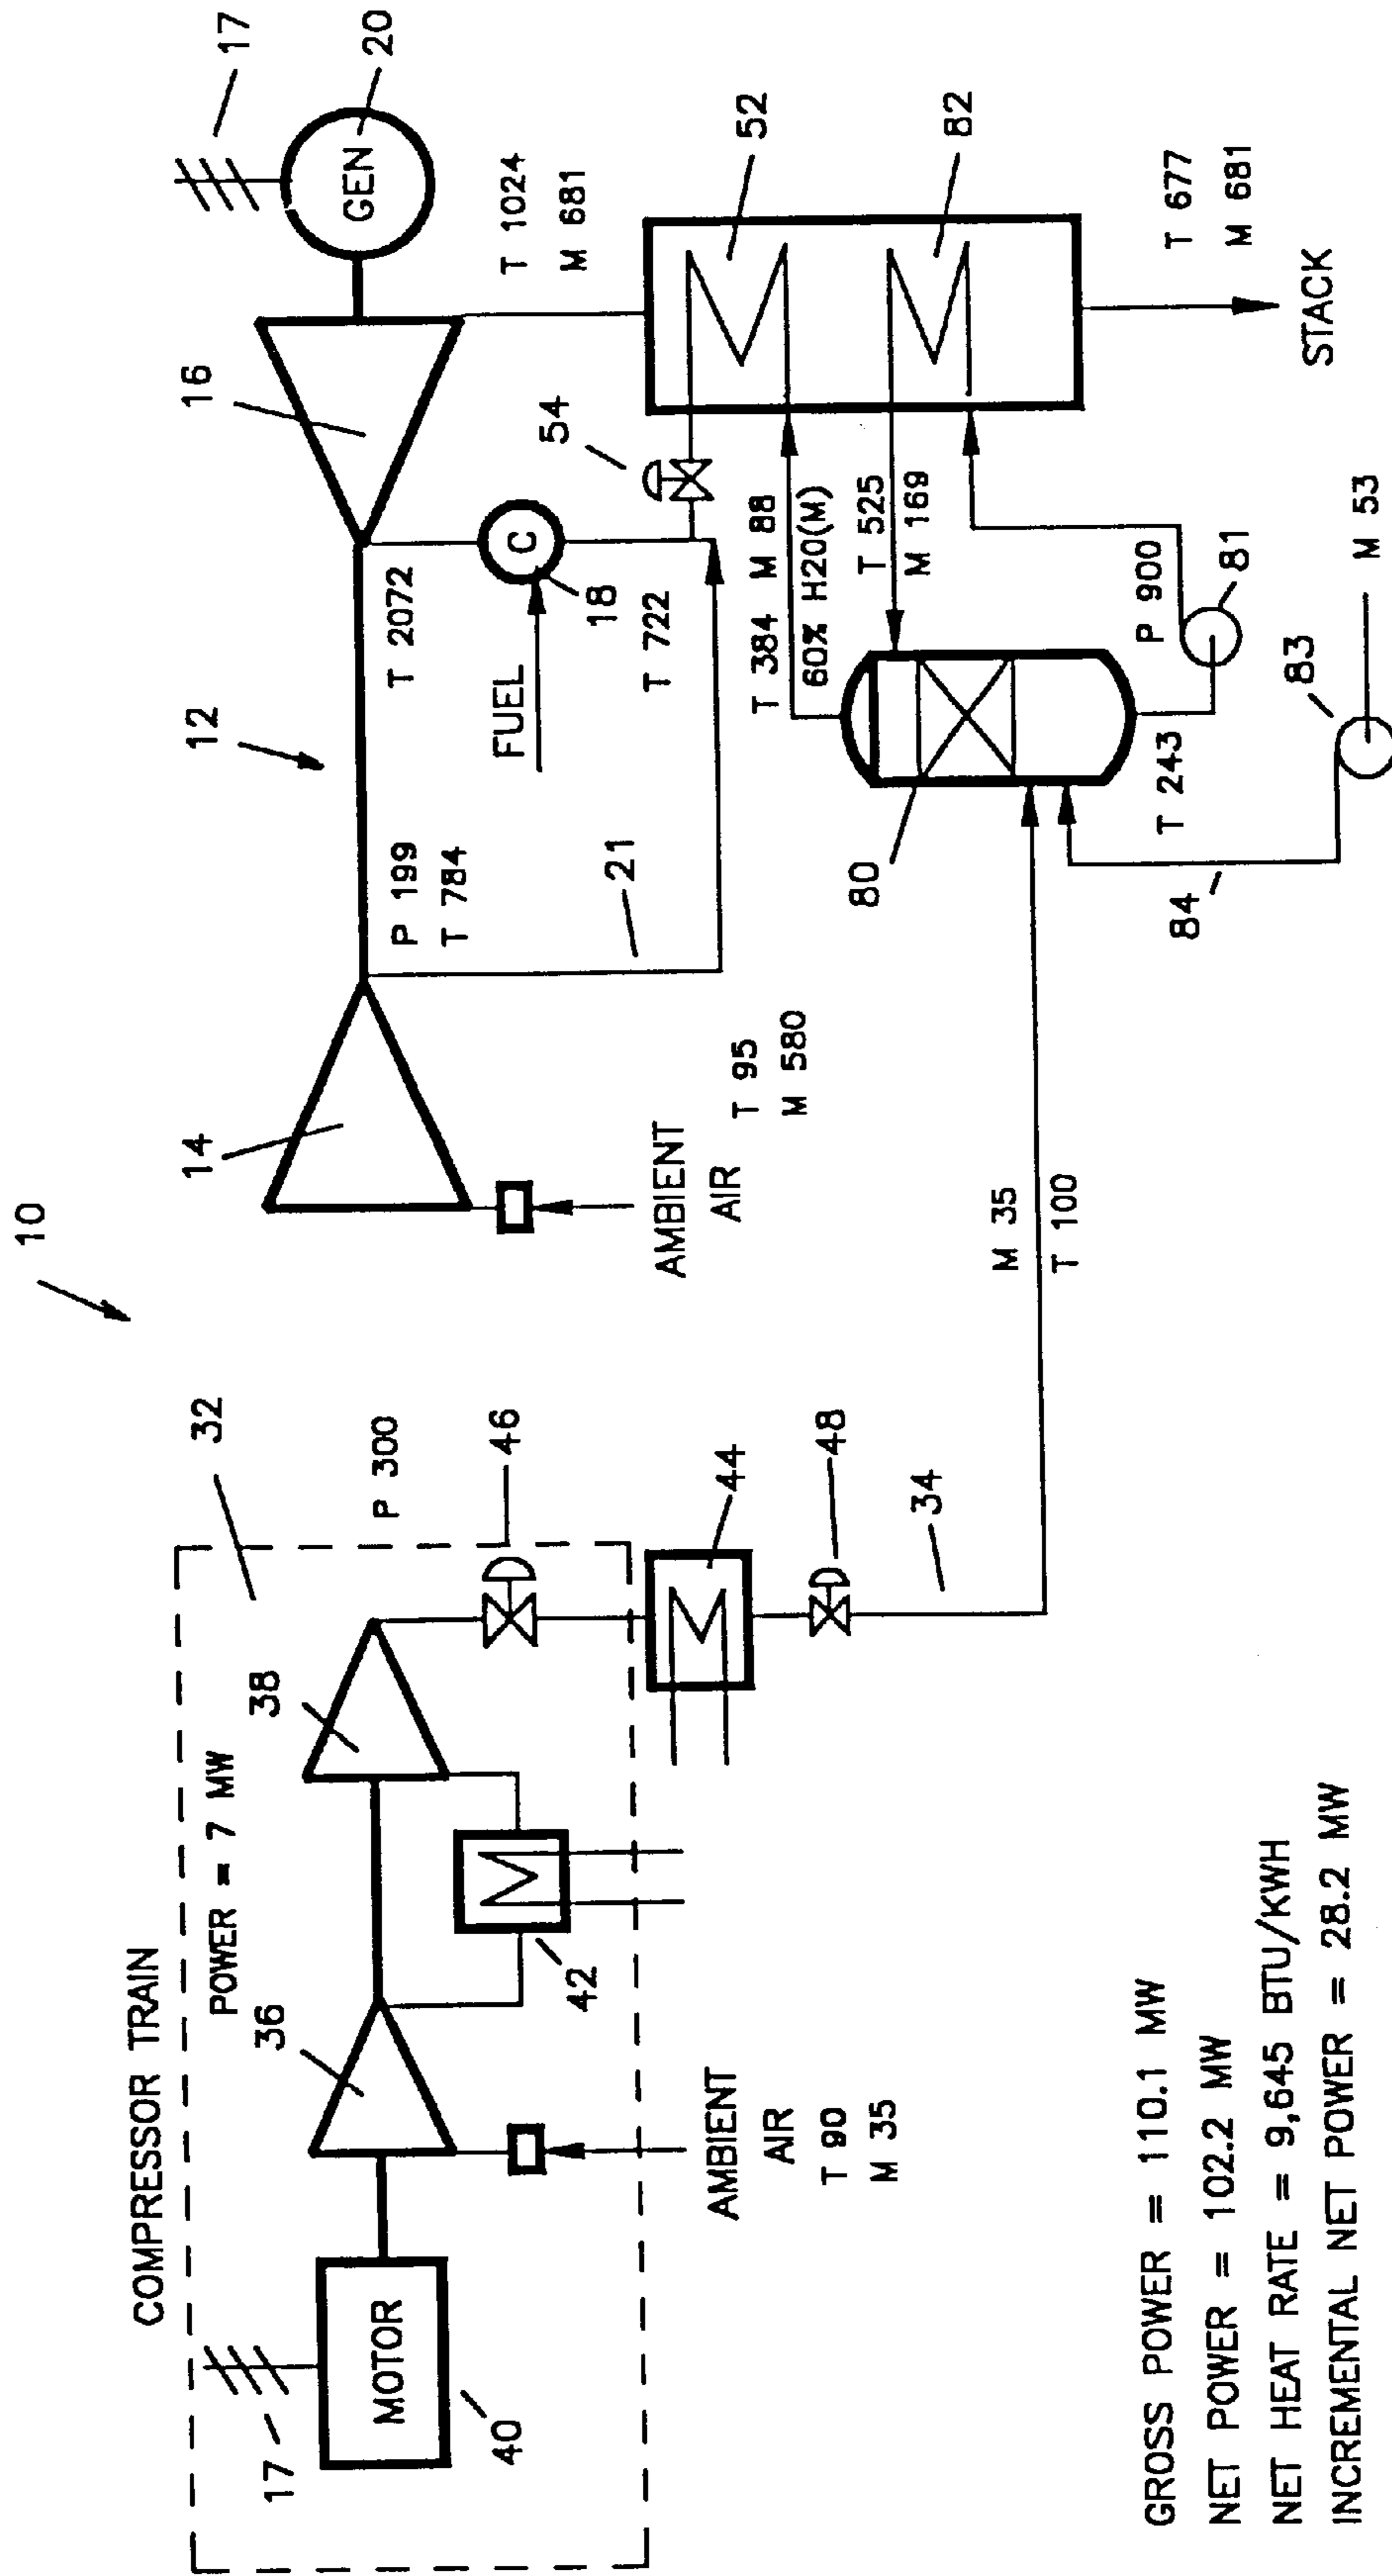 10
COMPRESSOR TRAIN
POWER = 7 MW
32
17
MOTOR
40
36
42
38
P 300
46
44
48
34
AMBIENT
AIR
T 90
M 35
M 35
T 100
12
14
AMBIENT
AIR
T 95
M 580
P 199
T 784
21
T 2072
FUEL
C
18
T 722
16
17
GEN
20
T 1024
M 681
54
52
82
T 384 M 88
60% H20(M)
T 525
M 169
80
T 243
P 900
81
83
84
M 53
T 677
M 681
STACK
GROSS POWER = 110.1 MW
NET POWER = 102.2 MW
NET HEAT RATE = 9,645 BTU/KWH
INCREMENTAL NET POWER = 28.2 MW